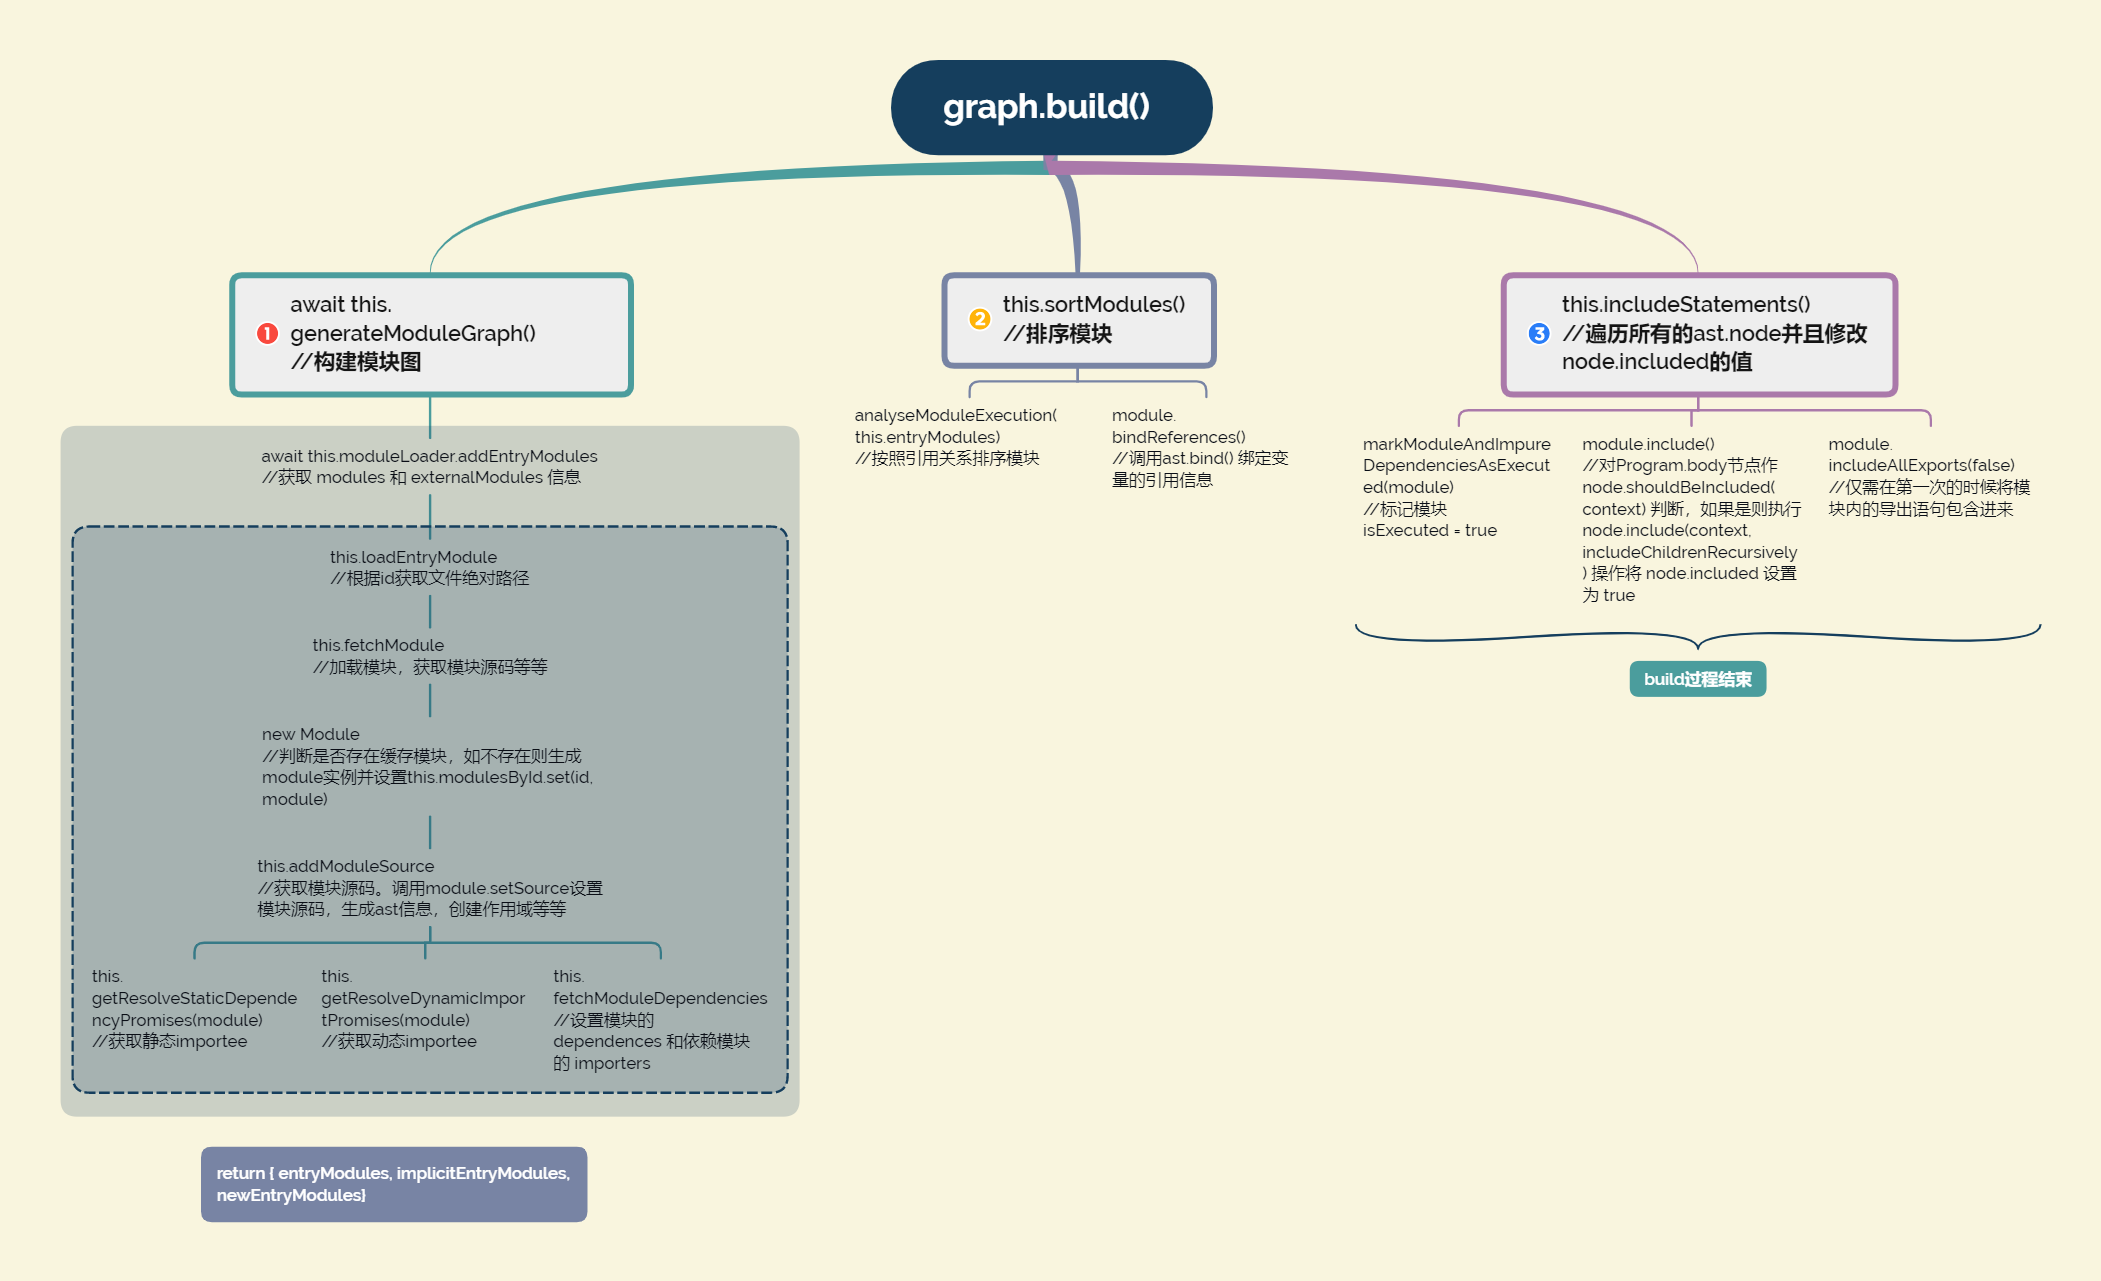 graph.build()
1
await this.
generateModuleGraph()
//构建模块图
await this.moduleLoader.addEntryModules
//获取 modules 和 externalModules 信息
this.loadEntryModule
//根据id获取文件绝对路径
this.fetchModule
//加载模块，获取模块源码等等
new Module
//判断是否存在缓存模块，如不存在则生成
module实例并设置this.modulesById.set(id,
module)
this.addModuleSource
//获取模块源码。调用module.setSource设置
模块源码，生成ast信息，创建作用域等等
this.
getResolveStaticDepende
ncyPromises(module)
//获取静态importee
this.
getResolveDynamicImpor
tPromises(module)
//获取动态importee
this.
fetchModuleDependencies
//设置模块的
dependences 和依赖模块
的 importers
return { entryModules, implicitEntryModules,
newEntryModules}
2
this.sortModules()
//排序模块
analyseModuleExecution(
this.entryModules)
//按照引用关系排序模块
module.
bindReferences()
//调用ast.bind() 绑定变
量的引用信息
3
this.includeStatements()
//遍历所有的ast.node并且修改
node.included的值
markModuleAndImpure
DependenciesAsExecut
ed(module)
//标记模块
isExecuted = true
module.include()
//对Program.body节点作
node.shouldBeIncluded(
context) 判断，如果是则执行
node.include(context,
includeChildrenRecursively
) 操作将 node.included 设置
为 true
module.
includeAllExports(false)
//仅需在第一次的时候将模
块内的导出语句包含进来
build过程结束